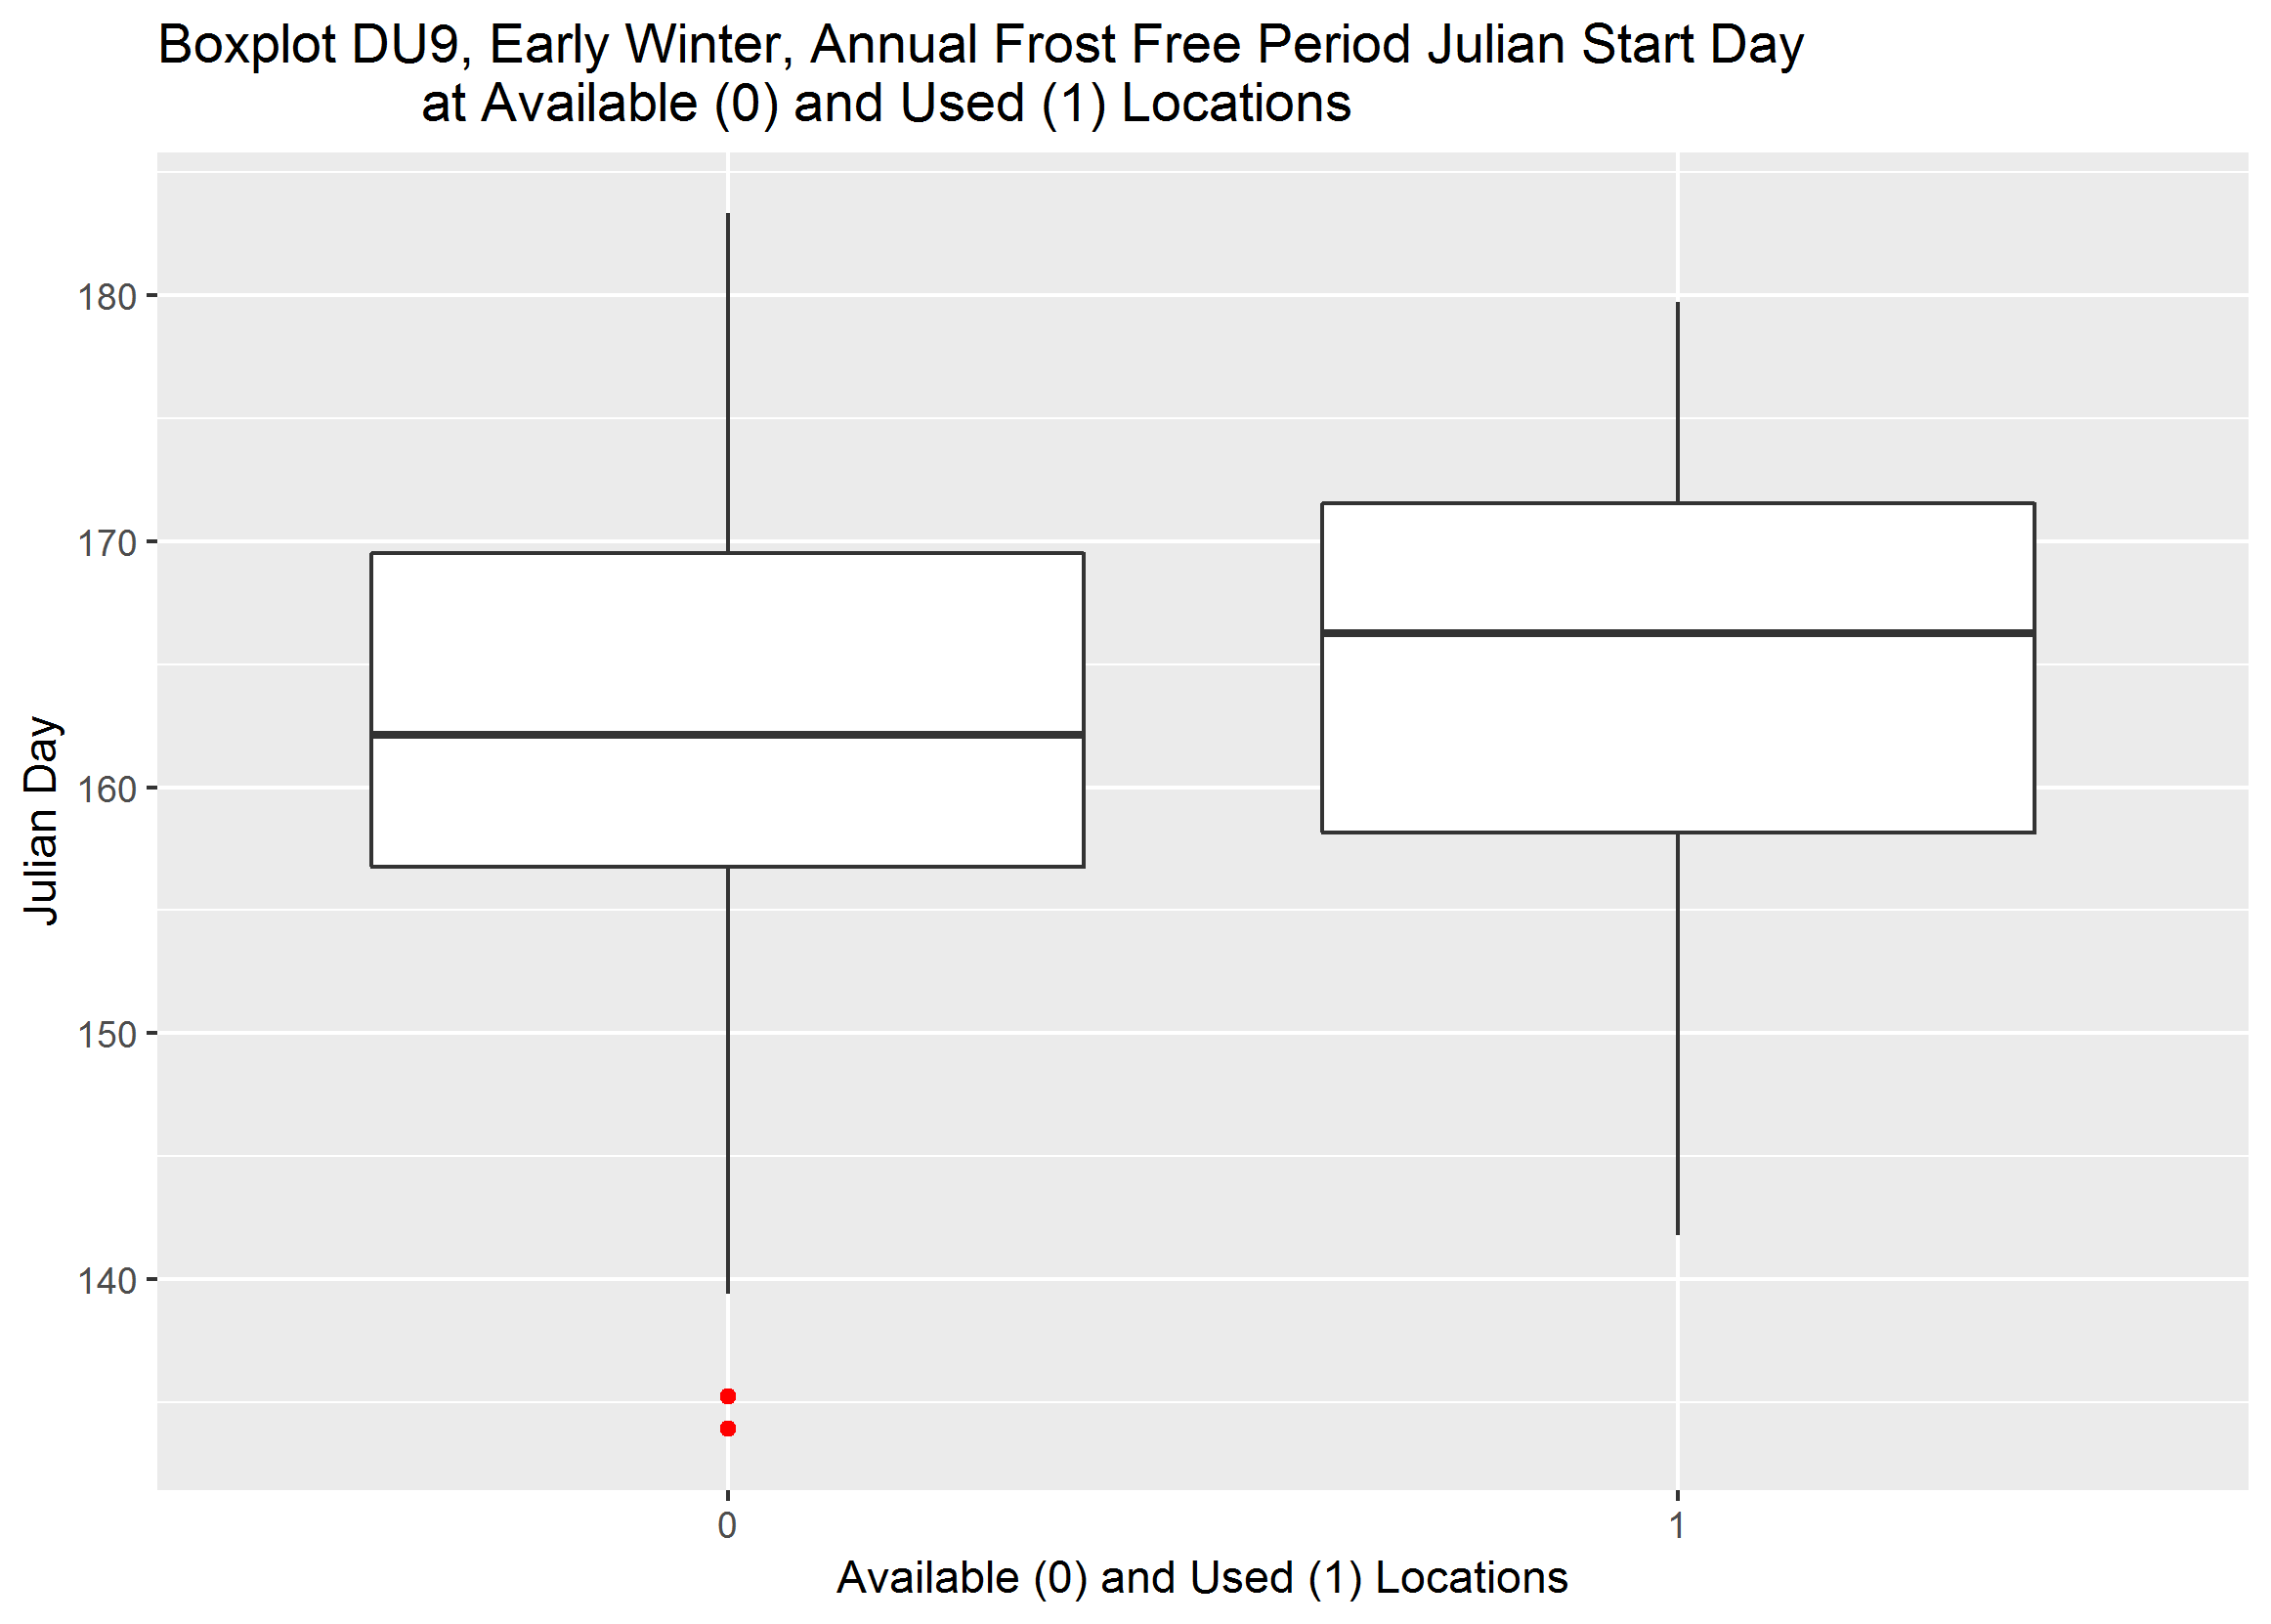 Boxplot DU9, Early Winter, Annual Frost Free Period Julian Start Day
at Available (0) and Used (1) Locations
Julian Day
180
170
160
150
140
0
1
Available (0) and Used (1) Locations